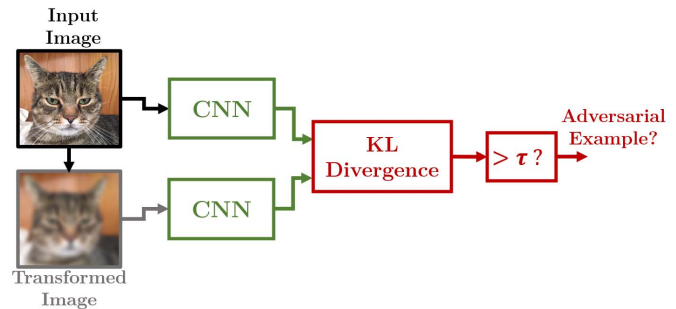 Input
Image
CNN
CNN
KL
Divergence
> τ ?
Adversarial
Example?
Transformed
Image